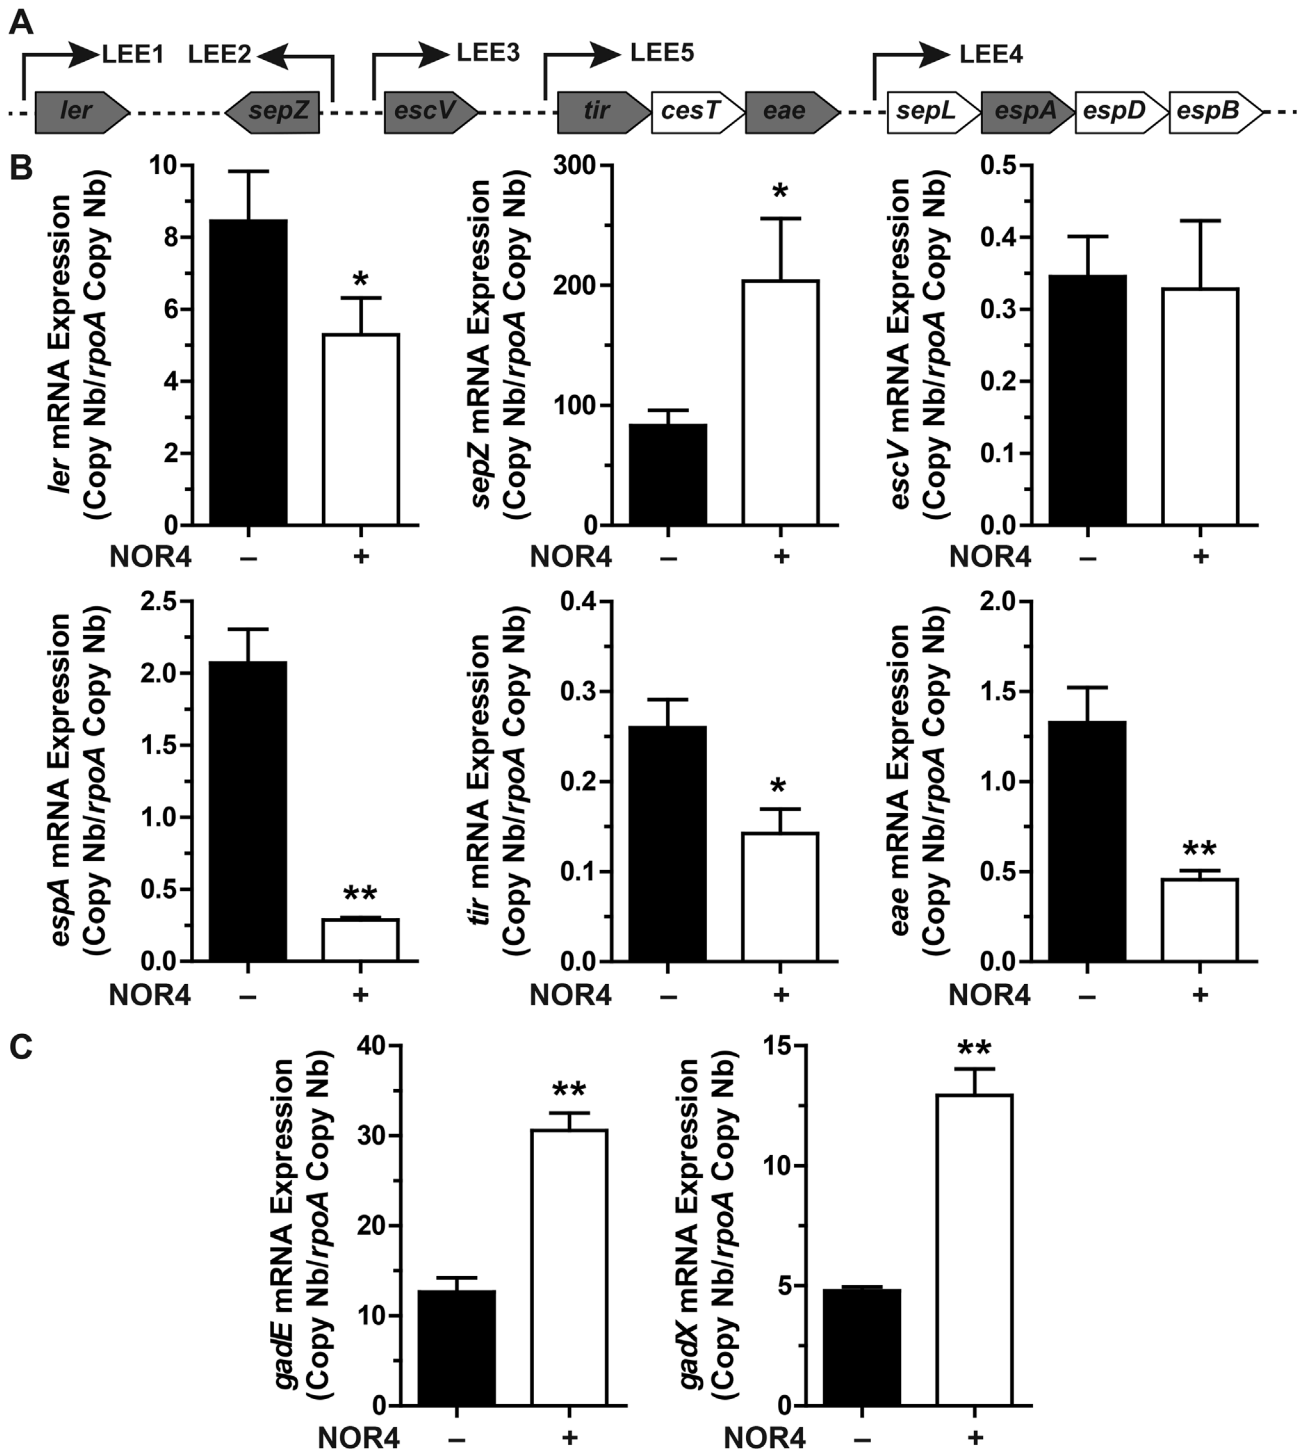 A
LEE1 LEE2 LEE3 LEE5 LEE4
ler sepZ escV tir cesT eae sepL espA espD espB
B
ler mRNA Expression
(Copy Nb/rpoA Copy Nb)
10
8
6
4
2
0
*
NOR4 – +
sepZ mRNA Expression
(Copy Nb/rpoA Copy Nb)
300
200
100
0
*
NOR4 – +
escV mRNA Expression
(Copy Nb/rpoA Copy Nb)
0.5
0.4
0.3
0.2
0.1
0.0
NOR4 – +
espA mRNA Expression
(Copy Nb/rpoA Copy Nb)
2.5
2.0
1.5
1.0
0.5
0.0
**
NOR4 – +
tir mRNA Expression
(Copy Nb/rpoA Copy Nb)
0.4
0.3
0.2
0.1
0.0
*
NOR4 – +
eae mRNA Expression
(Copy Nb/rpoA Copy Nb)
2.0
1.5
1.0
0.5
0.0
**
NOR4 – +
C
gadE mRNA Expression
(Copy Nb/rpoA Copy Nb)
40
30
20
10
0
**
NOR4 – +
gadX mRNA Expression
(Copy Nb/rpoA Copy Nb)
15
10
5
0
**
NOR4 – +